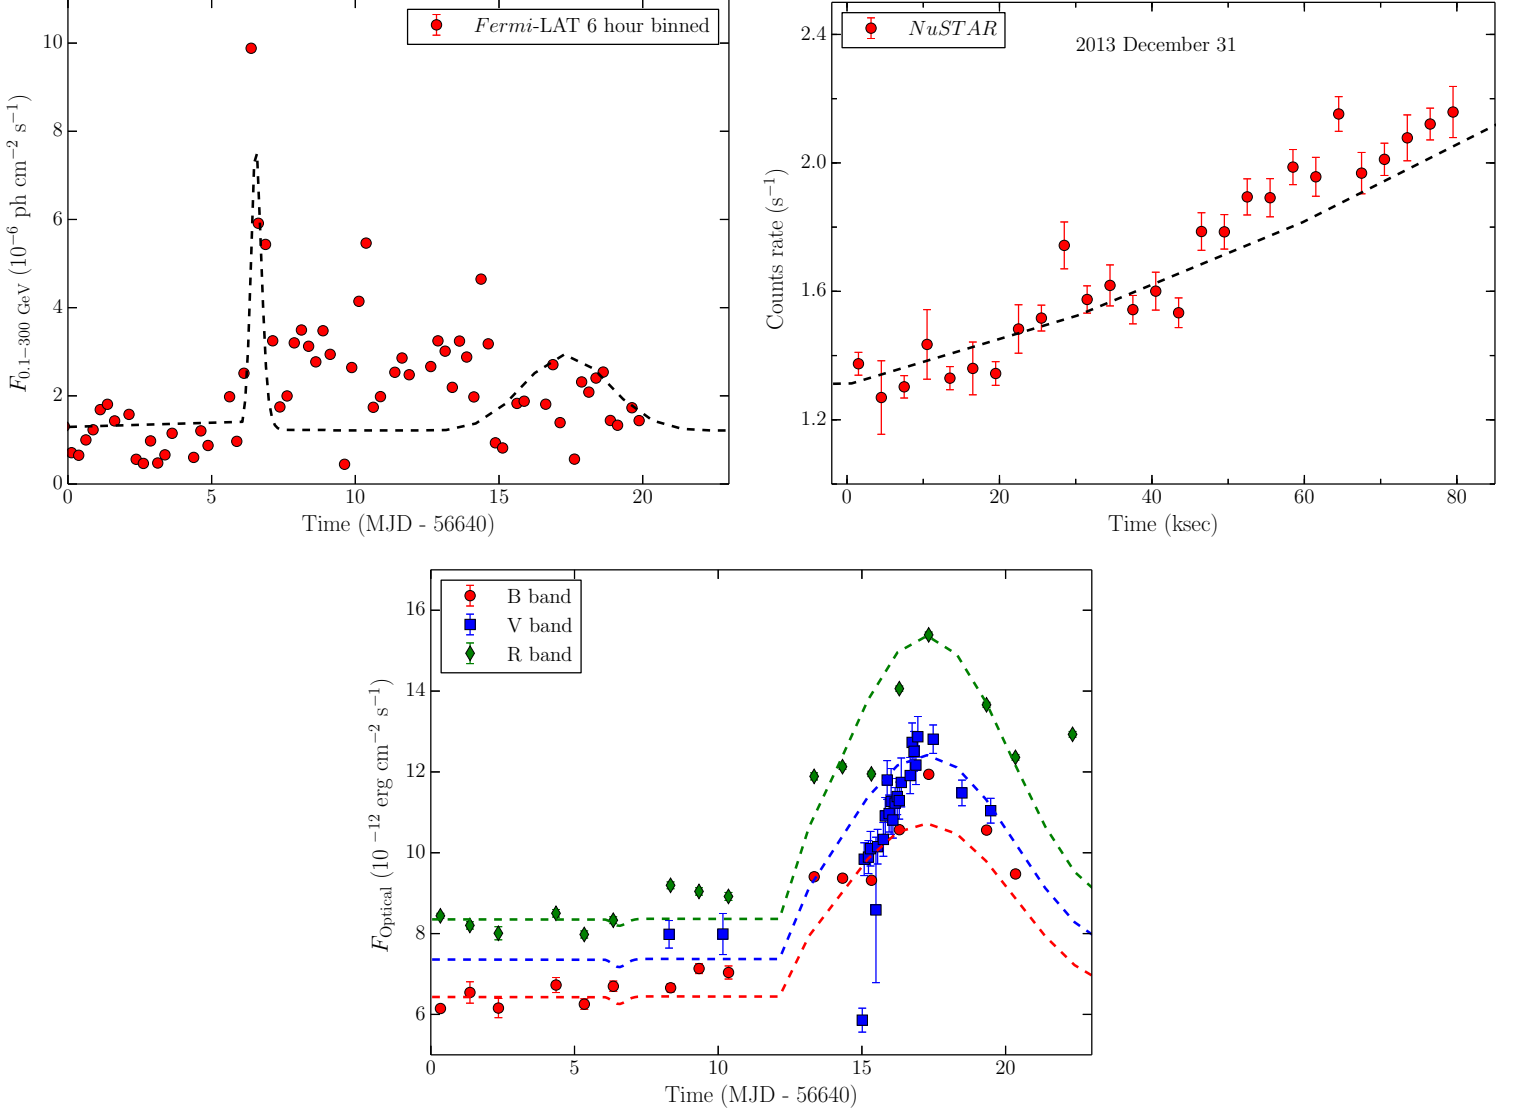 Fermi-LAT 6 hour binned
F0.1−300 GeV (10−6 ph cm−2 s−1)
10
8
6
4
2
0
0 5 10 15 20
Time (MJD - 56640)
NuSTAR
2013 December 31
Counts rate (s−1)
2.4
2.0
1.6
1.2
0 20 40 60 80
Time (ksec)
B band
V band
R band
FOptical (10−12 erg cm−2 s−1)
16
14
12
10
8
6
0 5 10 15 20
Time (MJD - 56640)